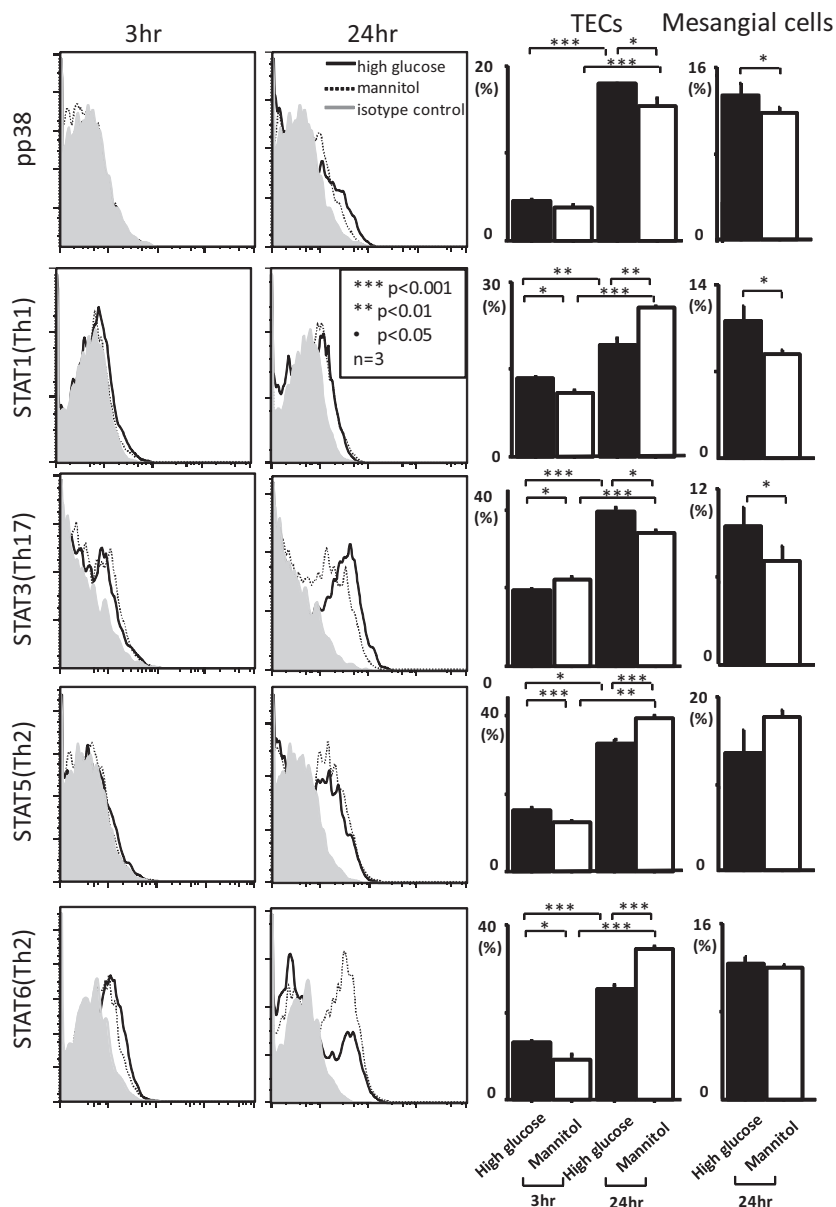 3hr
24hr
TECs
Mesangial cells
pp38
high glucose
mannitol
isotype control
***
*
***
20
(%)
0
*
16
(%)
0
STAT1(Th1)
*** p<0.001
** p<0.01
• p<0.05
n=3
**
**
*
***
30
(%)
0
*
14
(%)
0
STAT3(Th17)
***
*
*
***
40
(%)
0
*
12
(%)
0
STAT5(Th2)
*
***
***
**
40
(%)
0
20
(%)
0
STAT6(Th2)
***
***
*
***
40
(%)
0
16
(%)
0
High glucose
Mannitol
High glucose
Mannitol
High glucose
Mannitol
3hr
24hr
24hr